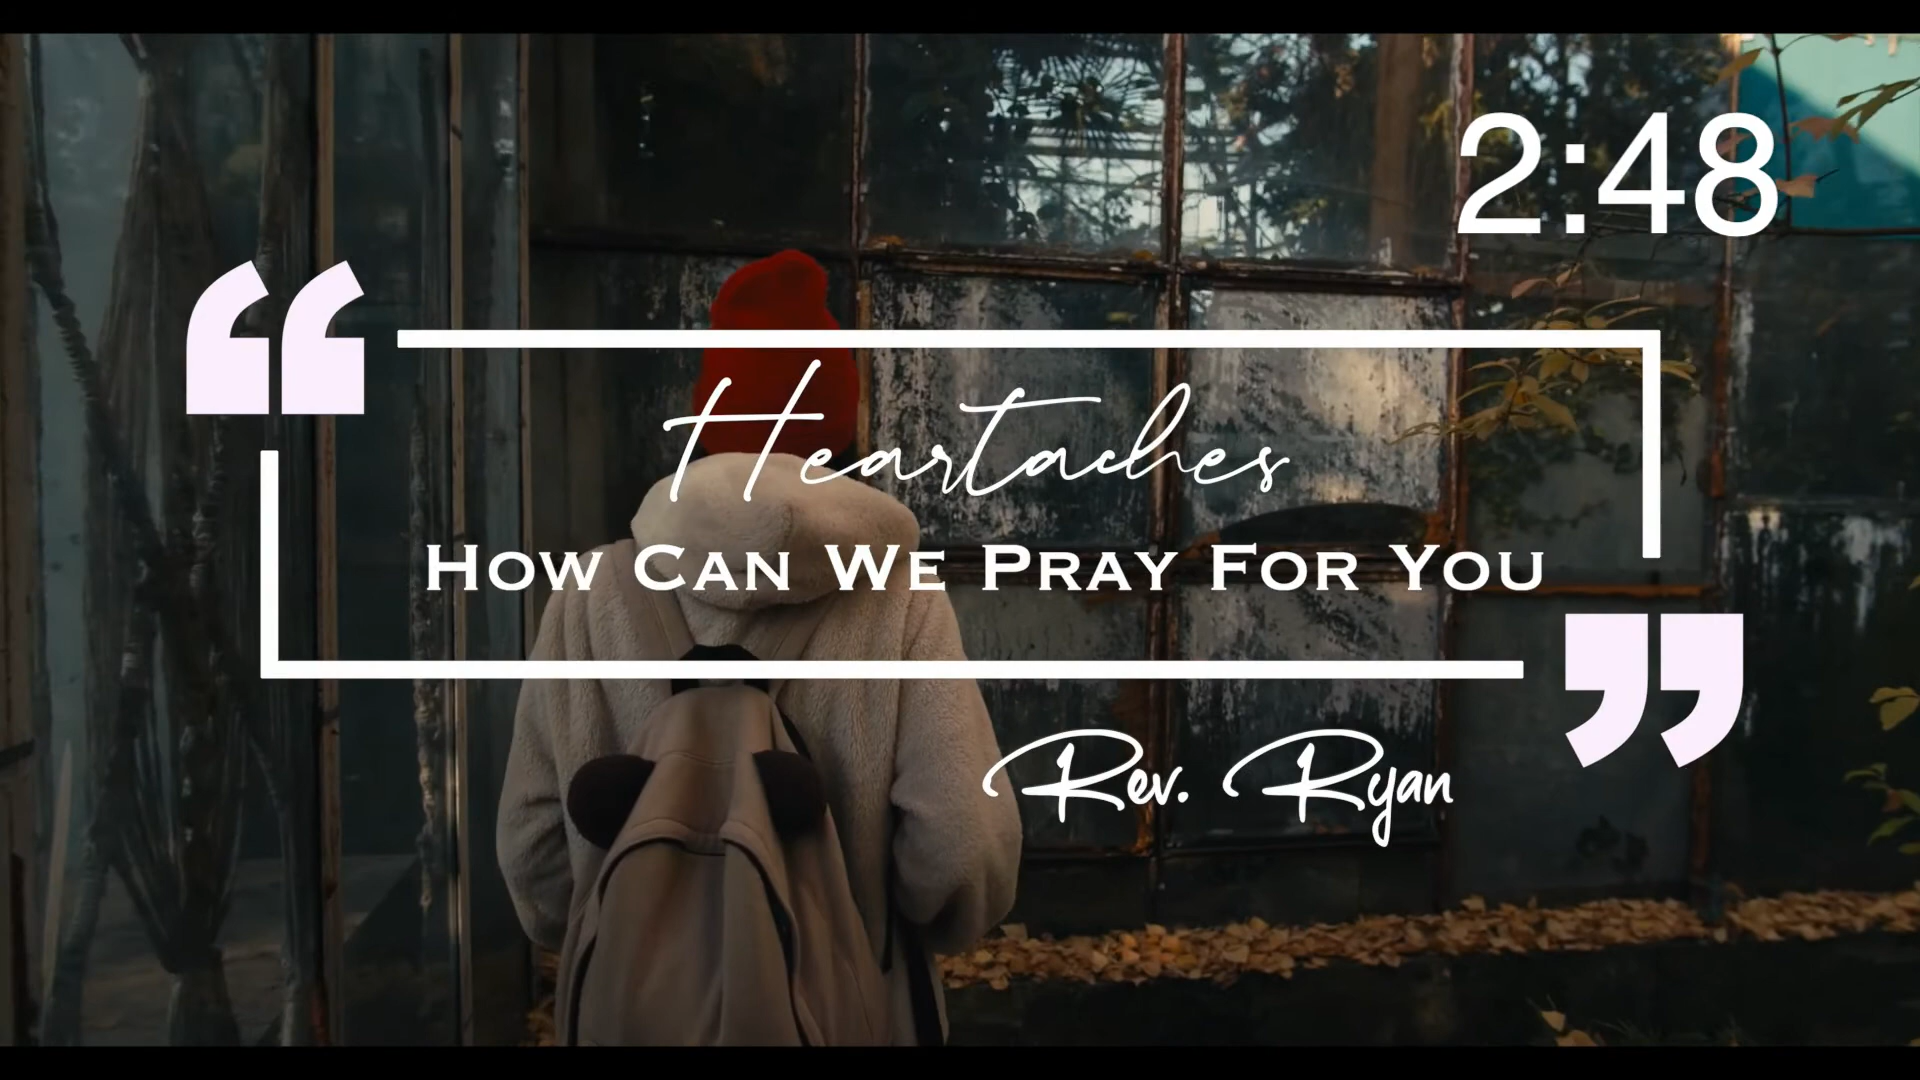 2:48
“
Heartaches
How Can We Pray For You
”
Rev. Ryan